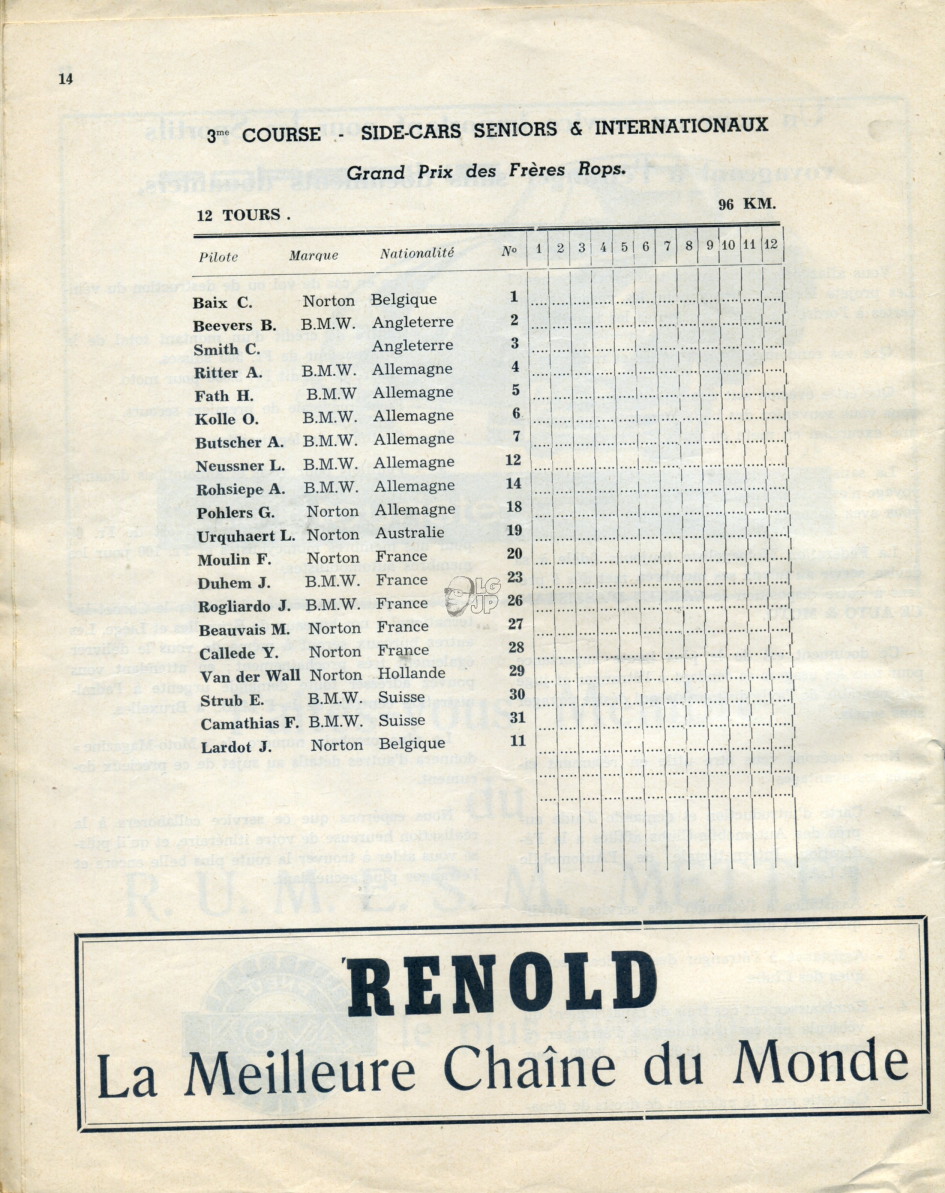 14
3me COURSE - SIDE-CARS SENIORS & INTERNATIONAUX
Grand Prix des Frères Rops.
12 TOURS . 96 KM.
Pilote Marque Nationalité No 1 2 3 4 5 6 7 8 9 10 11 12
Baix C. Norton Belgique 1
Beevers B. B.M.W. Angleterre 2
Smith C. Angleterre 3
Ritter A. B.M.W. Allemagne 4
Fath H. B.M.W Allemagne 5
Kolle O. B.M.W. Allemagne 6
Butscher A. B.M.W. Allemagne 7
Neussner L. B.M.W. Allemagne 12
Rohsiepe A. B.M.W. Allemagne 14
Pohlers G. Norton Allemagne 18
Urquhaert L. Norton Australie 19
Moulin F. Norton France 20
Duhem J. B.M.W. France 23
Rogliardo J. B.M.W. France 26
Beauvais M. Norton France 27
Callede Y. Norton France 28
Van der Wall Norton Hollande 29
Strub E. B.M.W. Suisse 30
Camathias F. B.M.W. Suisse 31
Lardot J. Norton Belgique 11
LG
JP
RENOLD
La Meilleure Chaîne du Monde